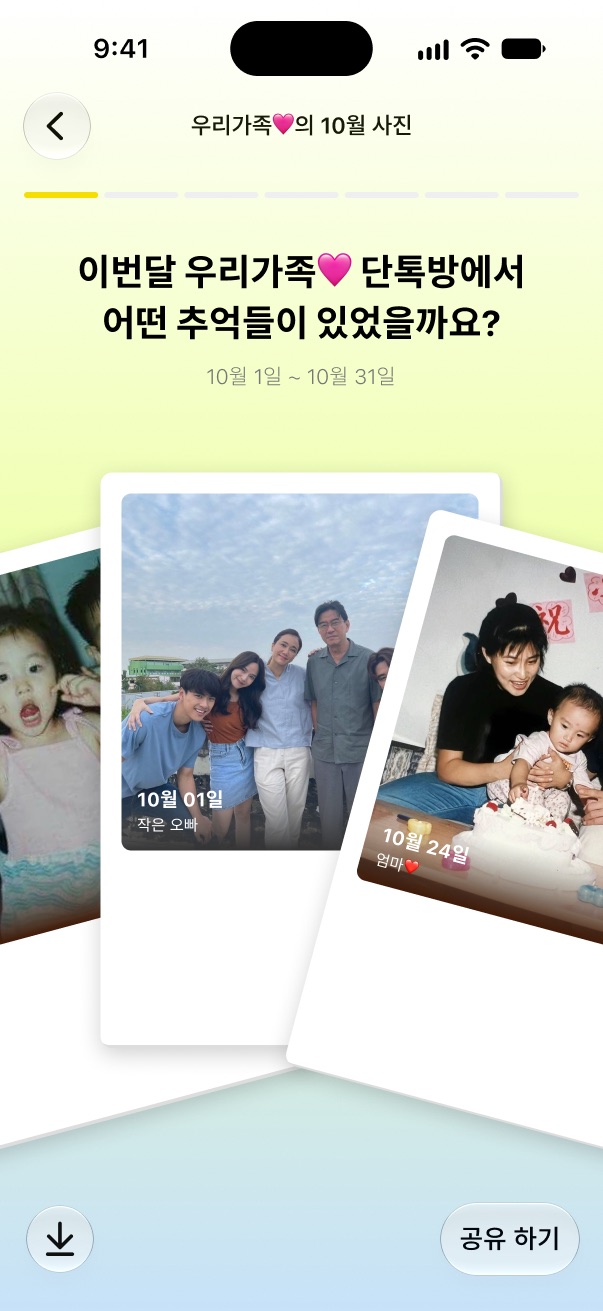 9:41
우리가족🩷의 10월 사진
이번달 우리가족🩷 단톡방에서
어떤 추억들이 있었을까요?
10월 1일 ~ 10월 31일
祝
10월 01일
작은 오빠
10월 24일
엄마❤️
공유 하기